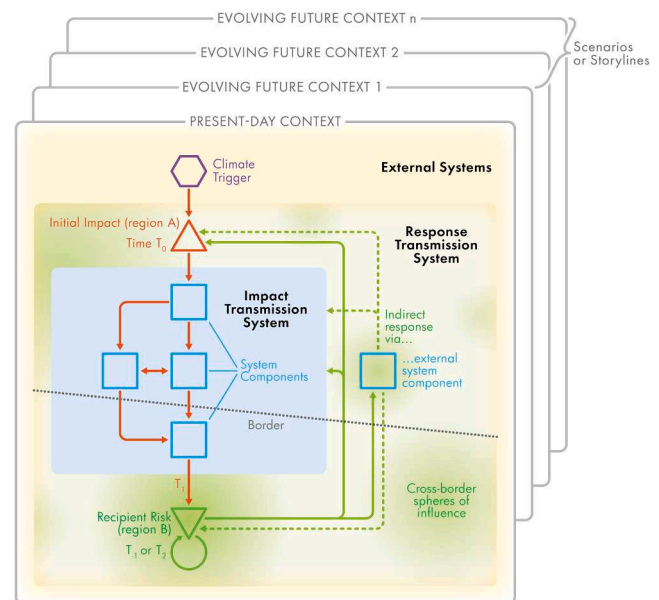 EVOLVING FUTURE CONTEXT n
EVOLVING FUTURE CONTEXT 2
Scenarios
or Storylines
EVOLVING FUTURE CONTEXT 1
PRESENT-DAY CONTEXT
Climate
Trigger
External Systems
Initial Impact (region A)
Time T0
Response
Transmission
System
Impact
Transmission
System
Indirect
response
via...
System
Components
...external
system
component
Border
T1
Cross-border
spheres of
influence
Recipient Risk
(region B)
T-1 or T2